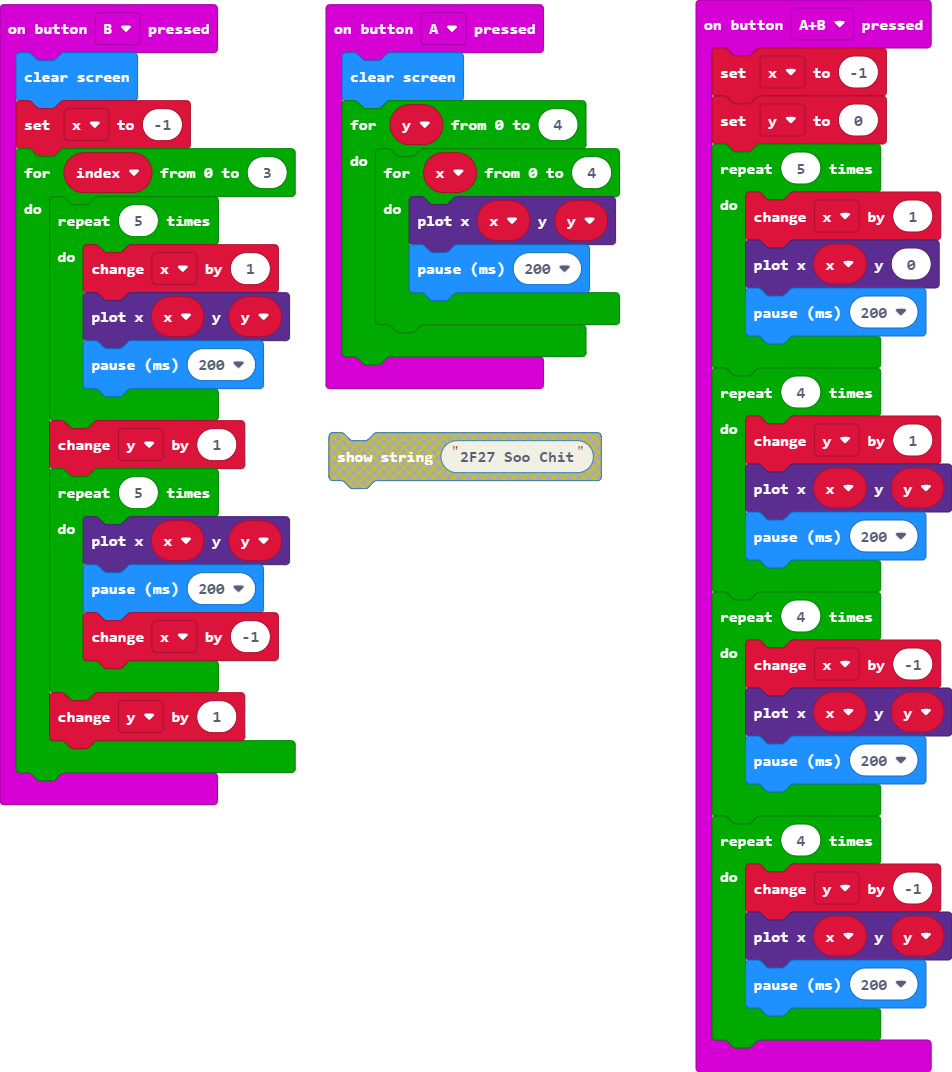 on button B pressed
clear screen
set x to -1
for index from 0 to 3
do
repeat 5 times
do
change x by 1
plot x x y y
pause (ms) 200
change y by 1
repeat 5 times
do
plot x x y y
pause (ms) 200
change x by -1
change y by 1
on button A pressed
clear screen
for y from 0 to 4
do
for x from 0 to 4
do
plot x x y y
pause (ms) 200
show string "2F27 Soo Chit"
on button A+B pressed
set x to -1
set y to 0
repeat 5 times
do
change x by 1
plot x x y 0
pause (ms) 200
repeat 4 times
do
change y by 1
plot x x y y
pause (ms) 200
repeat 4 times
do
change x by -1
plot x x y y
pause (ms) 200
repeat 4 times
do
change y by -1
plot x x y y
pause (ms) 200